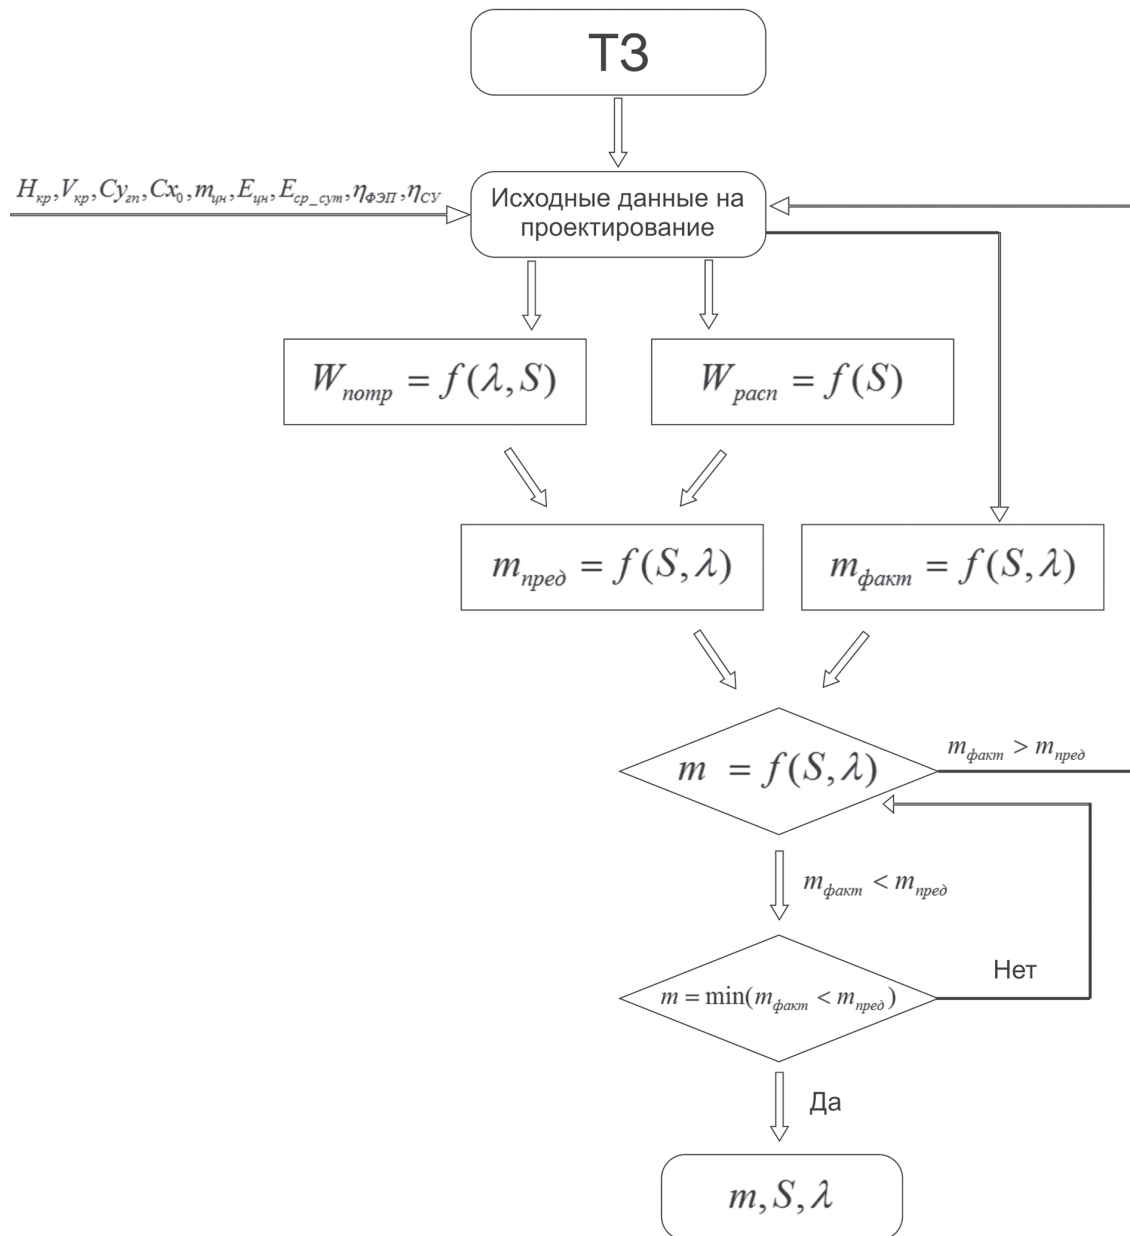 ТЗ
H_кр, V_кр, Cy_гп, Cx_0, m_цн, E_цн, E_ср_сут, η_ФЭП, η_СУ
Исходные данные на
проектирование
W_потр = f(λ, S)
W_расп = f(S)
m_пред = f(S, λ)
m_факт = f(S, λ)
m = f(S, λ)
m_факт > m_пред
m_факт < m_пред
m = min(m_факт < m_пред)
Нет
Да
m, S, λ